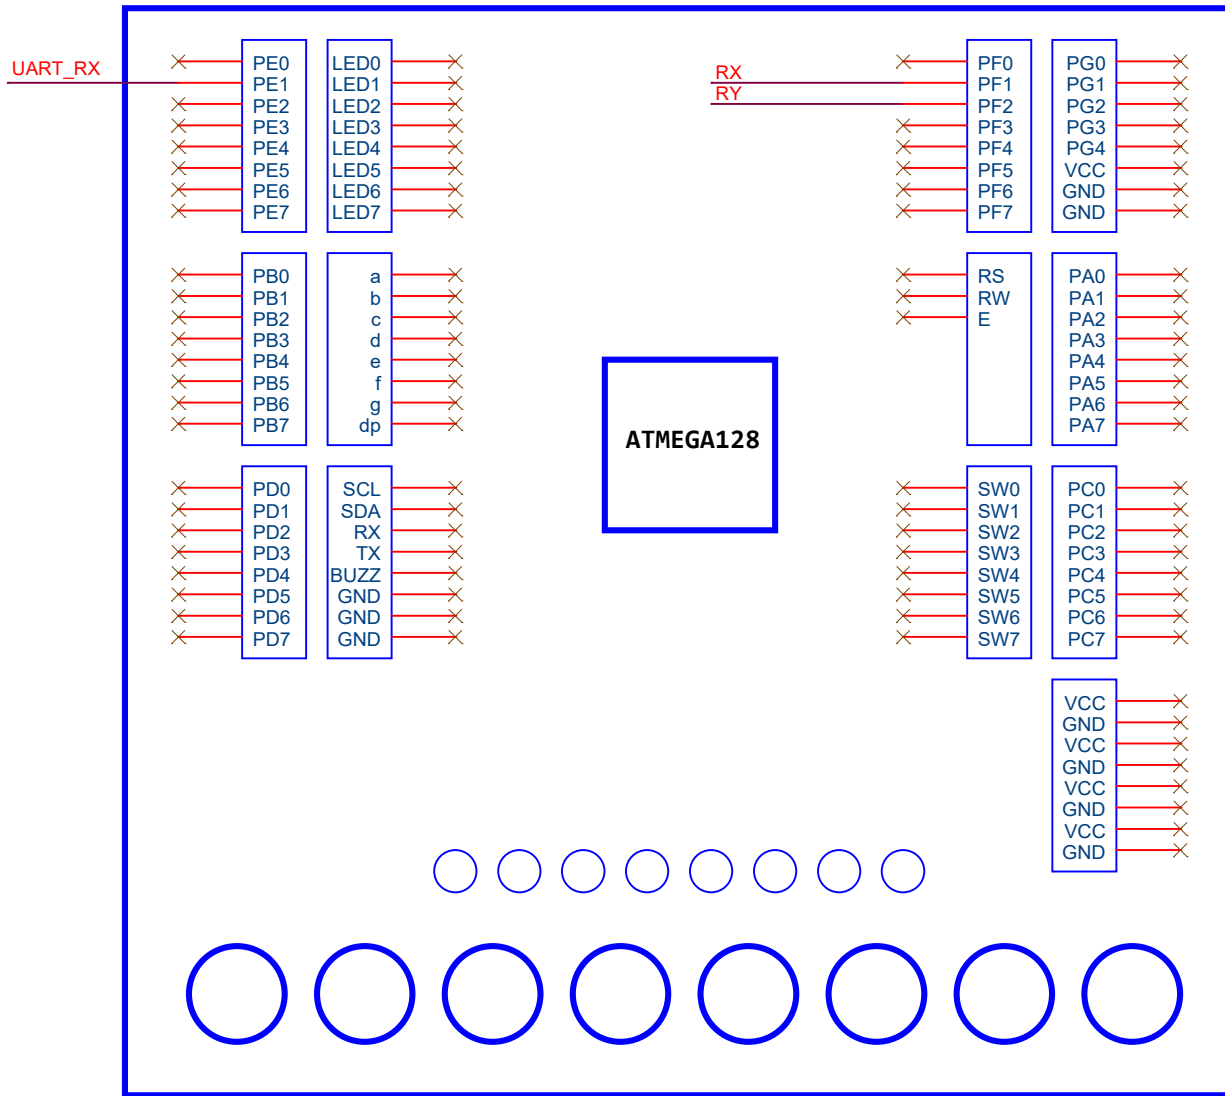 UART_RX
PE0
PE1
PE2
PE3
PE4
PE5
PE6
PE7
LED0
LED1
LED2
LED3
LED4
LED5
LED6
LED7
RX
RY
PF0
PF1
PF2
PF3
PF4
PF5
PF6
PF7
PG0
PG1
PG2
PG3
PG4
VCC
GND
GND
PB0
PB1
PB2
PB3
PB4
PB5
PB6
PB7
a
b
c
d
e
f
g
dp
ATMEGA128
RS
RW
E
PA0
PA1
PA2
PA3
PA4
PA5
PA6
PA7
PD0
PD1
PD2
PD3
PD4
PD5
PD6
PD7
SCL
SDA
RX
TX
BUZZ
GND
GND
GND
SW0
SW1
SW2
SW3
SW4
SW5
SW6
SW7
PC0
PC1
PC2
PC3
PC4
PC5
PC6
PC7
VCC
GND
VCC
GND
VCC
GND
VCC
GND